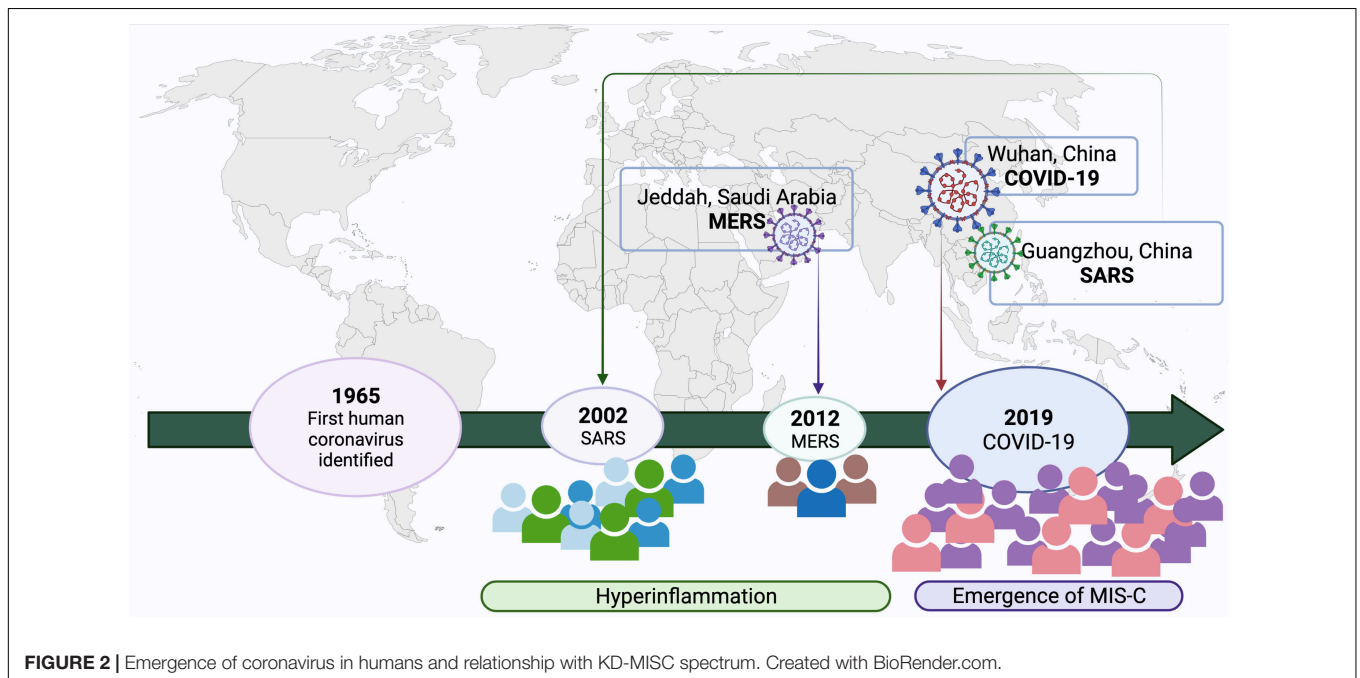 Wuhan, China
COVID-19
Jeddah, Saudi Arabia
MERS
Guangzhou, China
SARS
1965
First human
coronavirus
identified
2002
SARS
2012
MERS
2019
COVID-19
Hyperinflammation
Emergence of MIS-C
FIGURE 2 | Emergence of coronavirus in humans and relationship with KD-MISC spectrum. Created with BioRender.com.